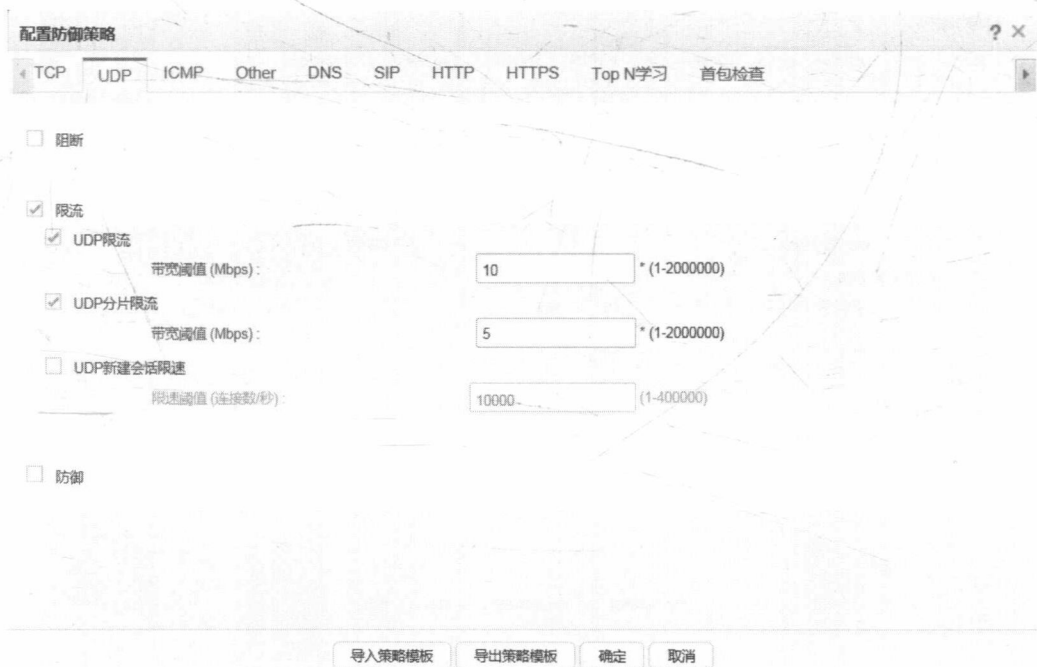 配置防御策略
? ×
TCP UDP ICMP Other DNS SIP HTTP HTTPS Top N学习 首包检查
阻断
限流
UDP限流
带宽阈值 (Mbps) : 10 * (1-2000000)
UDP分片限流
带宽阈值 (Mbps) : 5 * (1-2000000)
UDP新建会话限速
限速阈值 (连接数/秒) : 10000 (1-400000)
防御
导入策略模板 导出策略模板 确定 取消